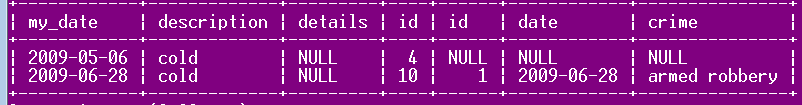 | my_date | description | details | id | id | date | crime |
| 2009-05-06 | cold | NULL | 4 | NULL | NULL | NULL |
| 2009-06-28 | cold | NULL | 10 | 1 | 2009-06-28 | armed robbery |